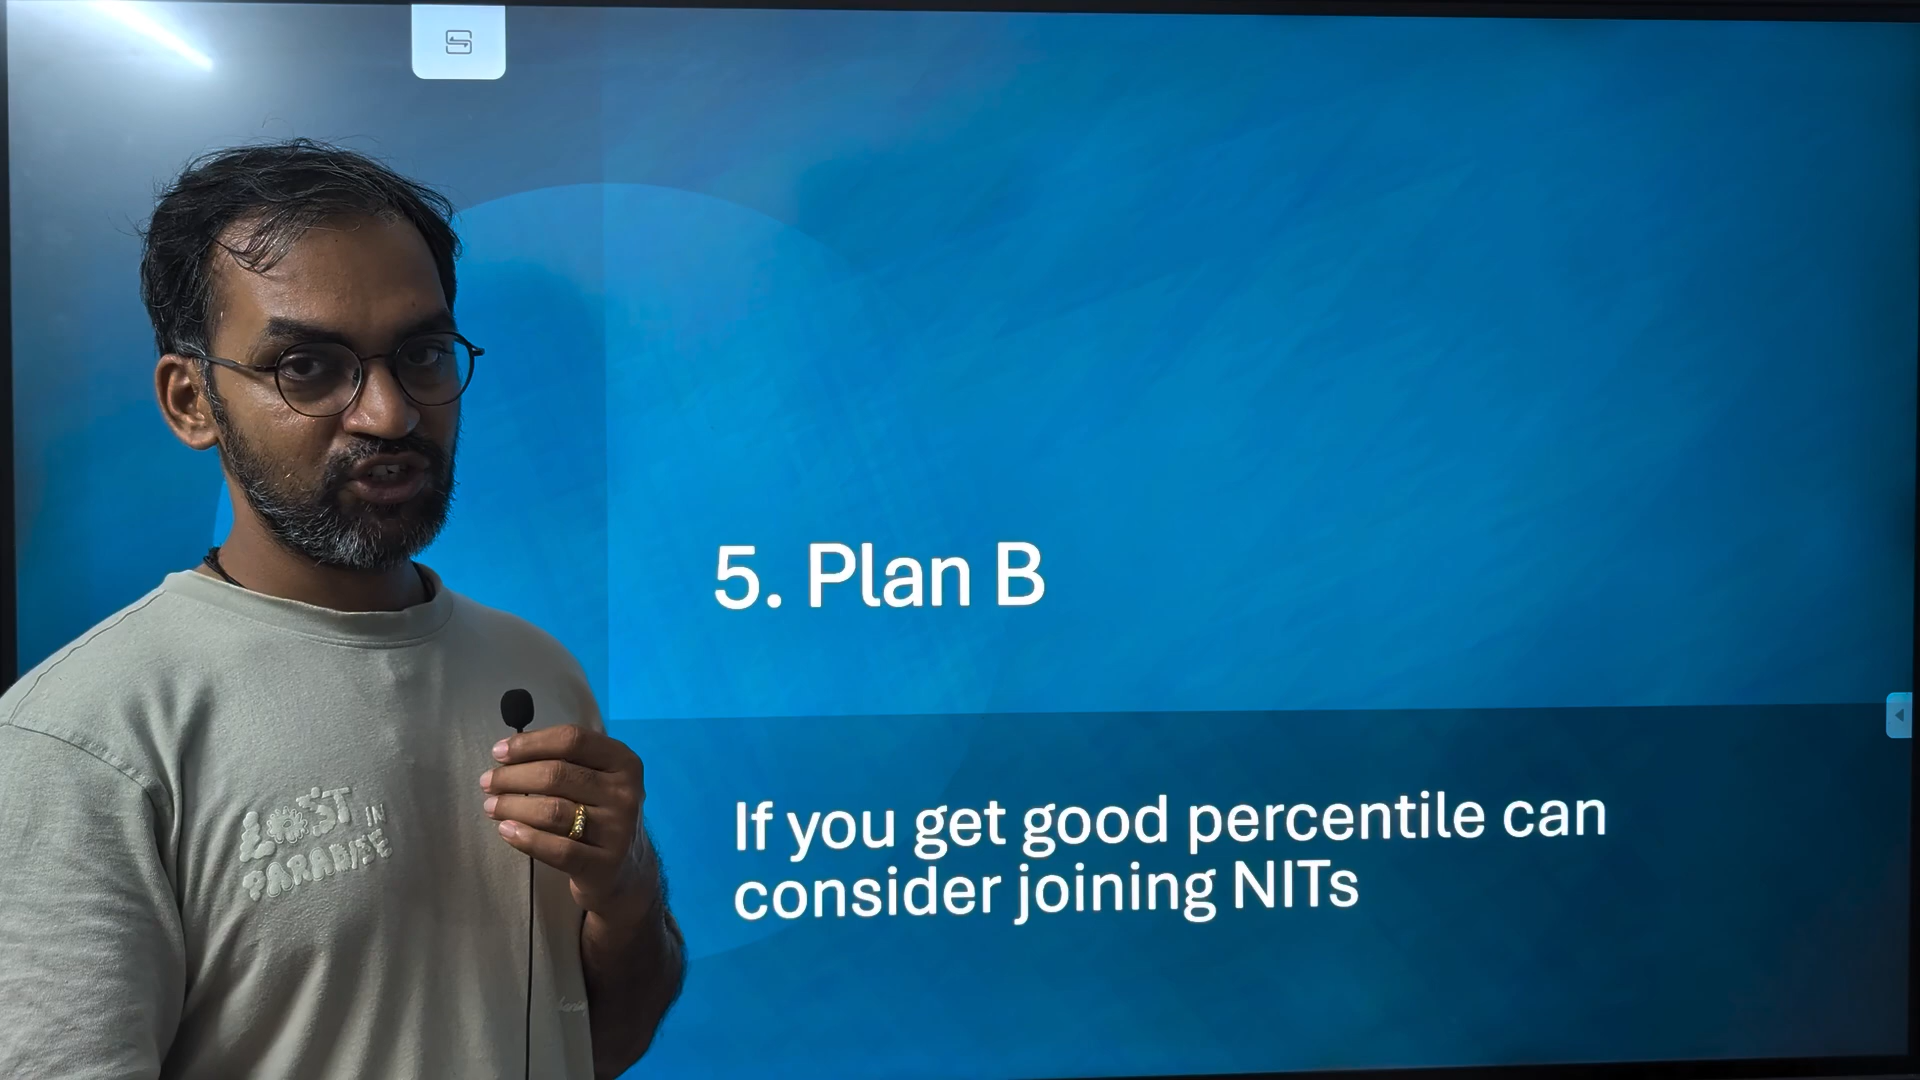 5. Plan B
If you get good percentile can
consider joining NITs
LOST IN
PARADISE